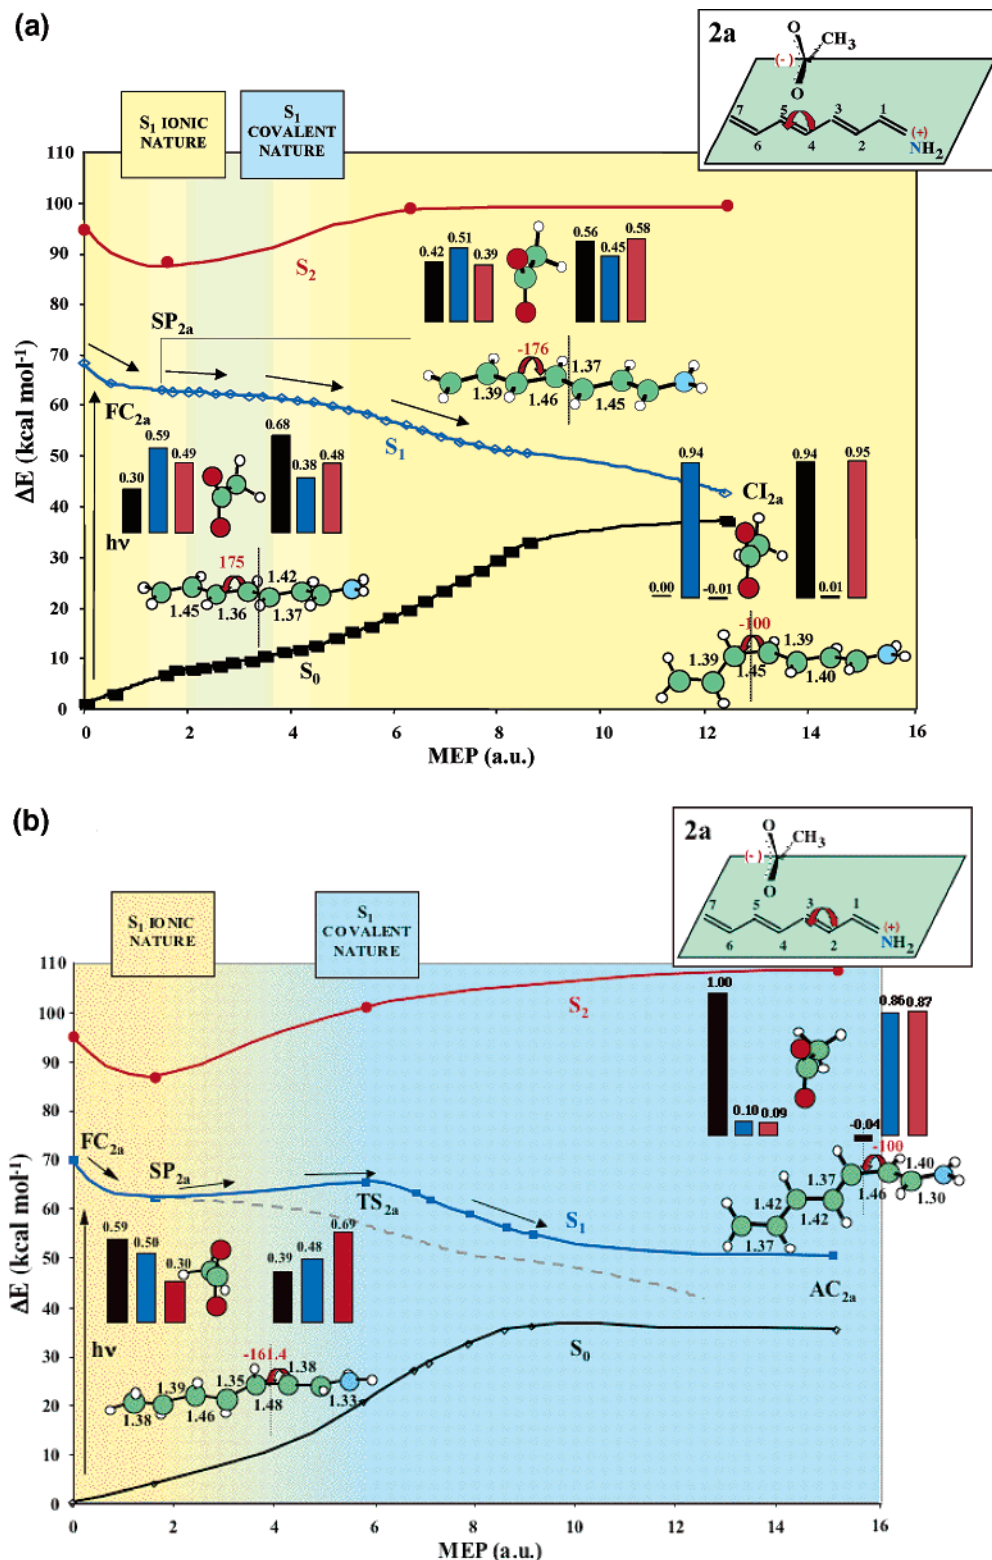 (a)
2a
O
CH3
(-)
O
7 5 3 1
6 4 2
(+)
NH2
S1 IONIC
NATURE
S1
COVALENT
NATURE
110
100
90
80
70
60
50
40
30
20
10
0
ΔE (kcal mol-1)
S2
0.42 0.51 0.39
0.56 0.45 0.58
SP2a
-176
1.37
1.39 1.46 1.45
FC2a
S1
0.30 0.59 0.49
0.68 0.38 0.48
hν
175
1.42
1.45 1.36 1.37
CI2a
0.00 0.94 -0.01
0.94 0.01 0.95
-100
1.39
1.39 1.45 1.40
S0
0 2 4 6 8 10 12 14 16
MEP (a.u.)
(b)
2a
O
CH3
(-)
O
7 5 3 1
6 4 2
(+)
NH2
S1 IONIC
NATURE
S1
COVALENT
NATURE
110
100
90
80
70
60
50
40
30
20
10
0
ΔE (kcal mol-1)
S2
1.00 0.10 0.09
-0.04 0.86 0.87
FC2a
SP2a
TS2a
S1
-100
1.40
1.37 1.46 1.30
1.42 1.42
1.37
AC2a
0.59 0.50 0.30
0.39 0.48 0.69
hν
S0
-161.4
1.38
1.39 1.35
1.38 1.46 1.48 1.33
0 2 4 6 8 10 12 14 16
MEP (a.u.)